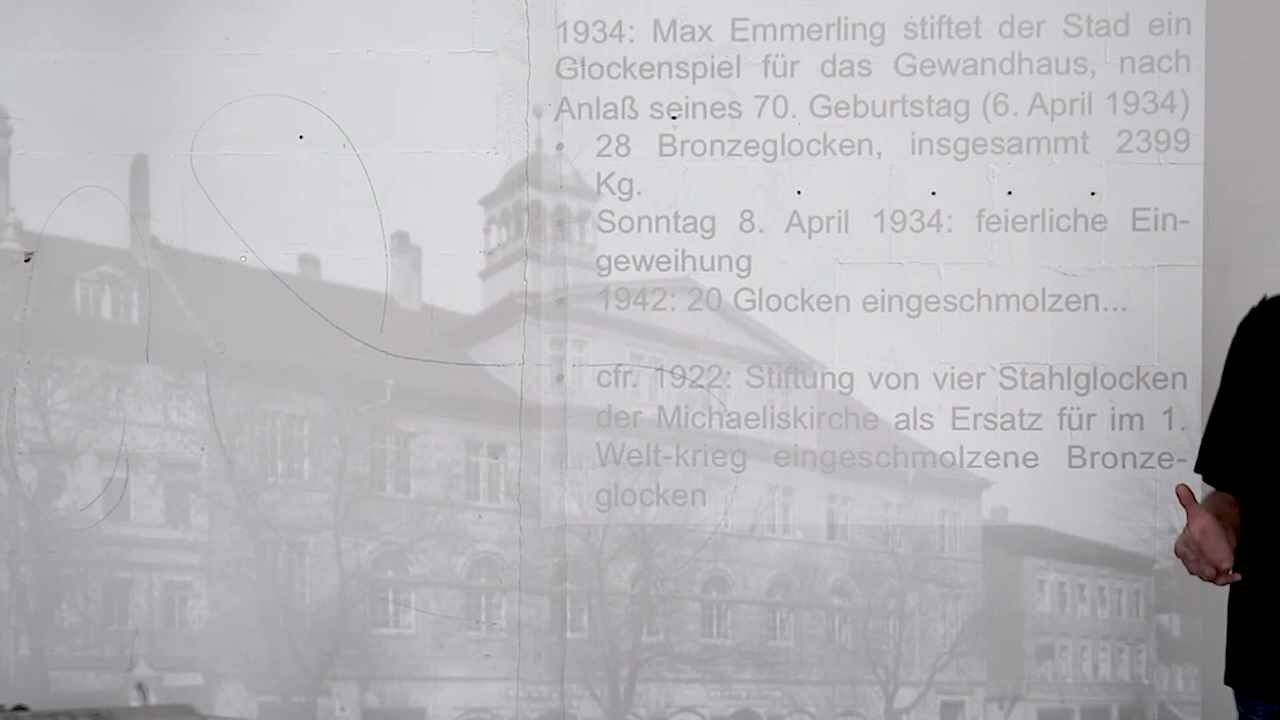 1934: Max Emmerling stiftet der Stad ein
Glockenspiel für das Gewandhaus, nach
Anlaß seines 70. Geburtstag (6. April 1934)
• 28 Bronzeglocken, insgesammt 2399
Kg.
• Sonntag 8. April 1934: feierliche Ein-
geweihung
• 1942: 20 Glocken eingeschmolzen...
• cfr. 1922: Stiftung von vier Stahlglocken
der Michaeliskirche als Ersatz für im 1.
Welt-krieg eingeschmolzene Bronze-
glocken